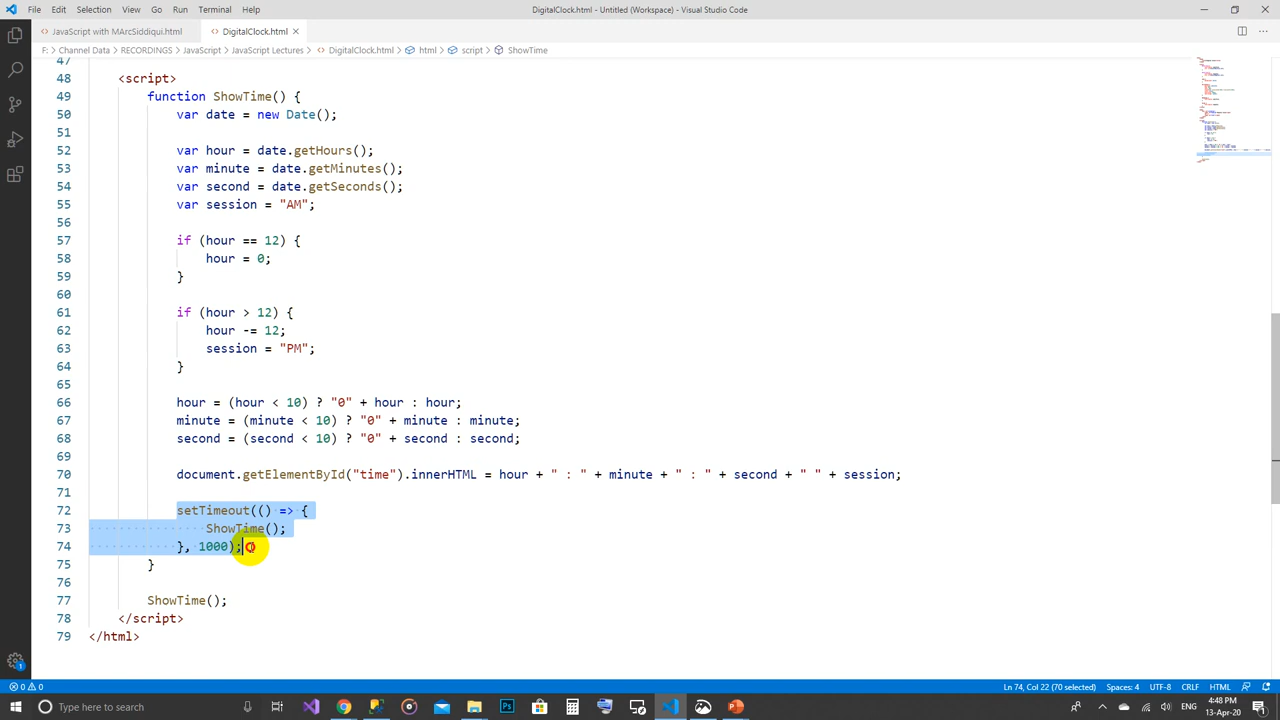 File Edit Selection View Go Run Terminal Help
DigitalClock.html - Untitled (Workspace) - Visual Studio Code
JavaScript with MArcSiddiqui.html
DigitalClock.html
F: > Channel Data > RECORDINGS > JavaScript > JavaScript Lectures > DigitalClock.html > html > script > ShowTime
47
48 <script>
49 function ShowTime() {
50 var date = new Date();
51
52 var hour = date.getHours();
53 var minute = date.getMinutes();
54 var second = date.getSeconds();
55 var session = "AM";
56
57 if (hour == 12) {
58 hour = 0;
59 }
60
61 if (hour > 12) {
62 hour -= 12;
63 session = "PM";
64 }
65
66 hour = (hour < 10) ? "0" + hour : hour;
67 minute = (minute < 10) ? "0" + minute : minute;
68 second = (second < 10) ? "0" + second : second;
69
70 document.getElementById("time").innerHTML = hour + " : " + minute + " : " + second + " " + session;
71
72 setTimeout(() => {
73 ShowTime();
74 }, 1000);
75 }
76
77 ShowTime();
78 </script>
79 </html>
1
0 0
Ln 74, Col 22 (70 selected) Spaces: 4 UTF-8 CRLF HTML
Type here to search
Ps
ENG
4:48 PM
13-Apr-20